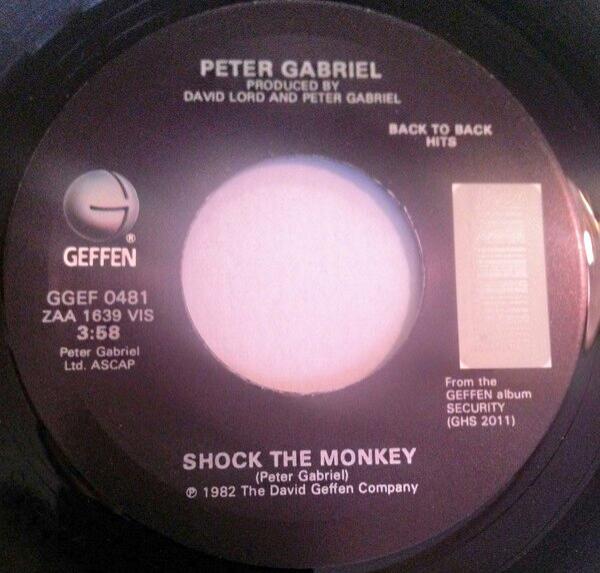 PETER GABRIEL
PRODUCED BY
DAVID LORD AND PETER GABRIEL
BACK TO BACK
HITS
GEFFEN
®
GGEF 0481
ZAA 1639 VIS
3:58
Peter Gabriel
Ltd. ASCAP
From the
GEFFEN album
SECURITY
(GHS 2011)
SHOCK THE MONKEY
(Peter Gabriel)
℗ 1982 The David Geffen Company